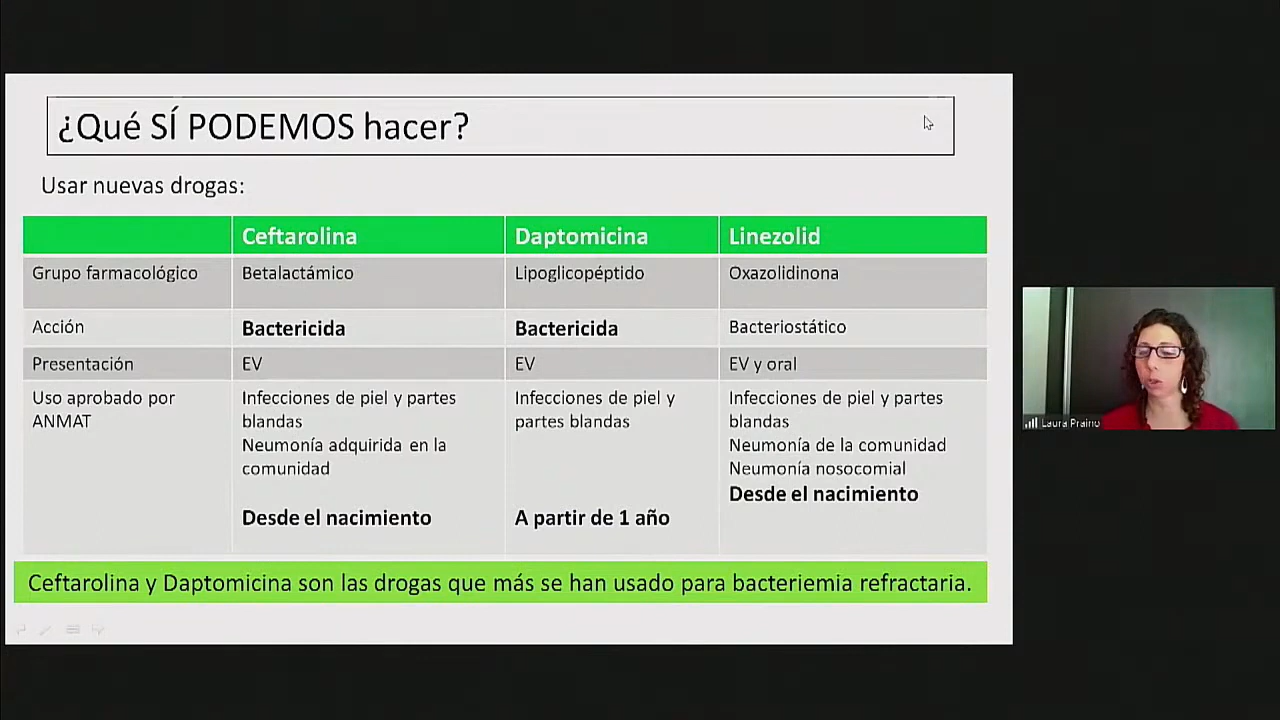 ¿Qué SÍ PODEMOS hacer?
Usar nuevas drogas:
Ceftarolina Daptomicina Linezolid
Grupo farmacológico Betalactámico Lipoglicopéptido Oxazolidinona
Acción Bactericida Bactericida Bacteriostático
Presentación EV EV EV y oral
Uso aprobado por Infecciones de piel y partes Infecciones de piel y Infecciones de piel y partes
ANMAT blandas partes blandas blandas
Neumonía adquirida en la Neumonía de la comunidad
comunidad Neumonía nosocomial
Desde el nacimiento
Desde el nacimiento A partir de 1 año
Ceftarolina y Daptomicina son las drogas que más se han usado para bacteriemia refractaria.
Laura Praino